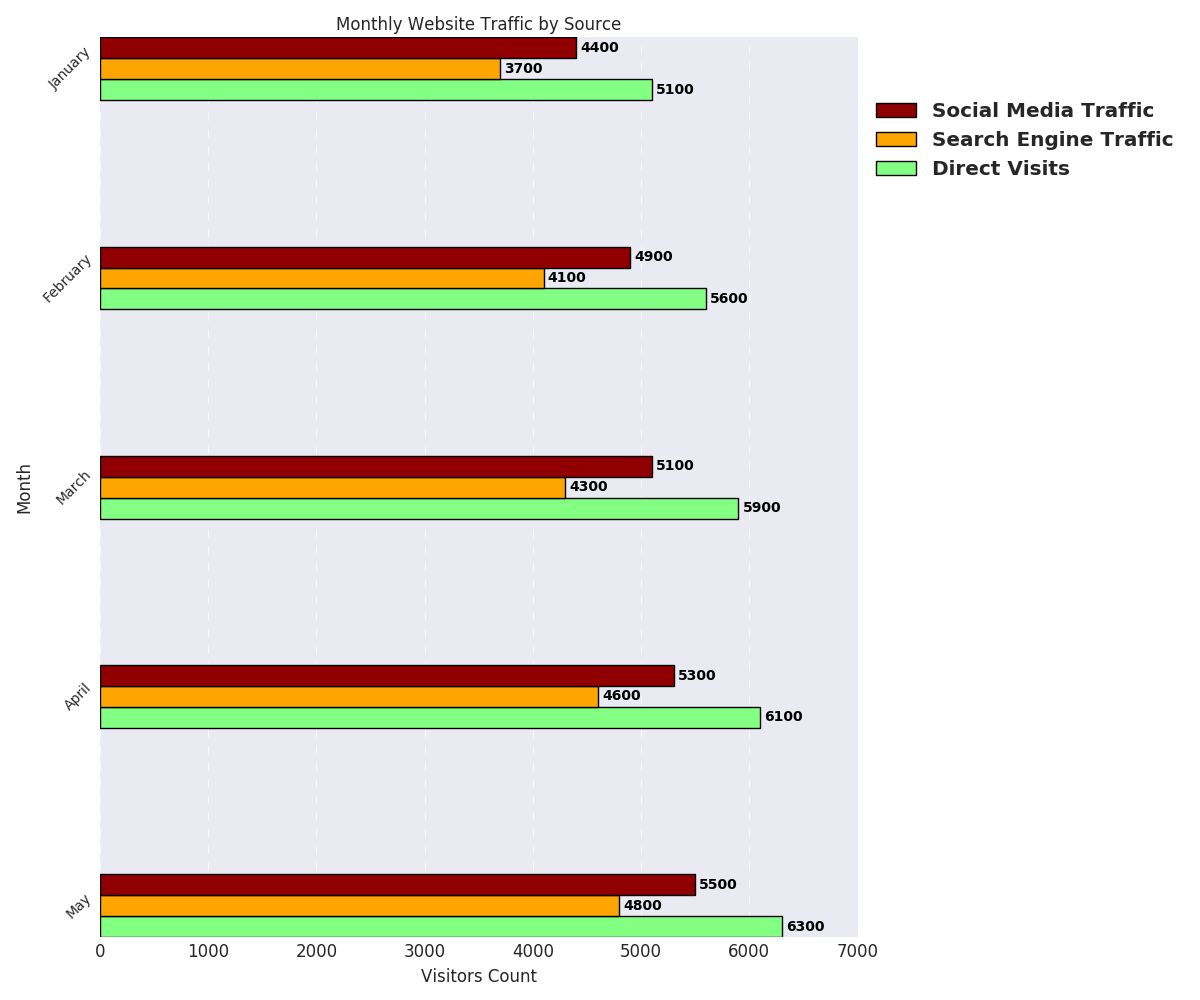 Monthly Website Traffic by Source
January
4400
3700
5100
Social Media Traffic
Search Engine Traffic
Direct Visits
February
4900
4100
5600
March
5100
4300
5900
Month
April
5300
4600
6100
May
5500
4800
6300
0 1000 2000 3000 4000 5000 6000 7000
Visitors Count